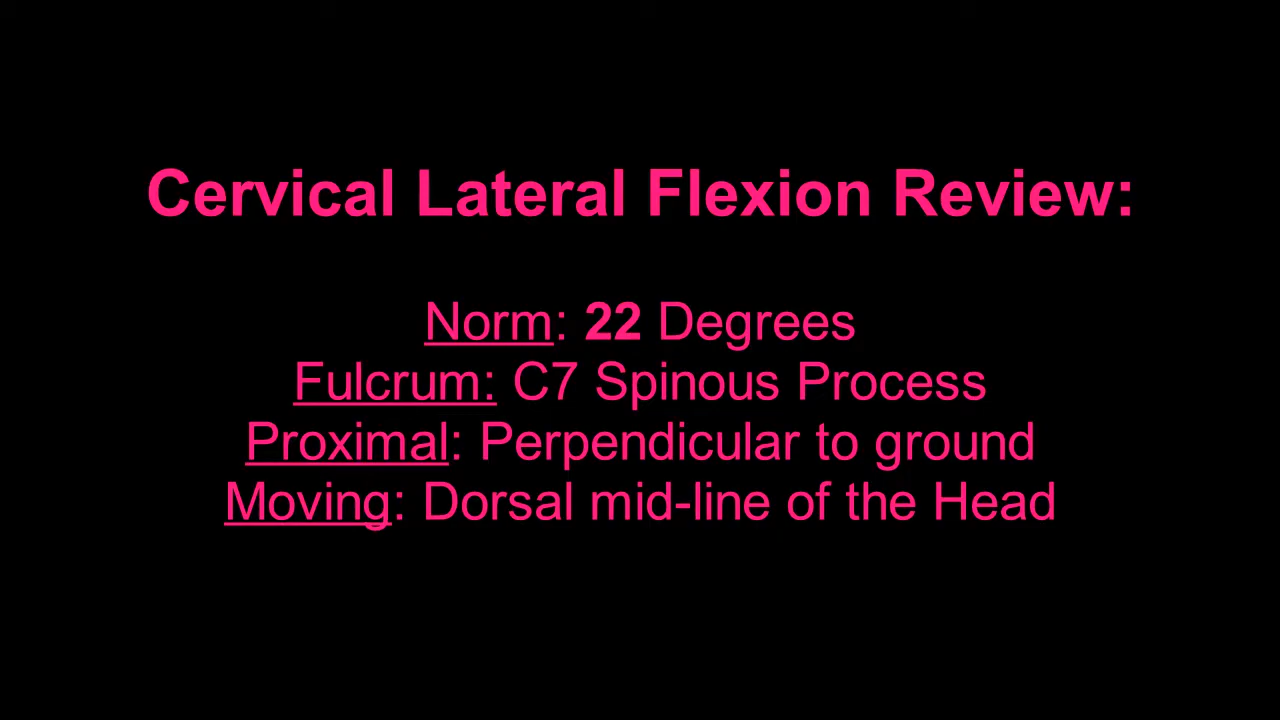 Cervical Lateral Flexion Review:
Norm: 22 Degrees
Fulcrum: C7 Spinous Process
Proximal: Perpendicular to ground
Moving: Dorsal mid-line of the Head